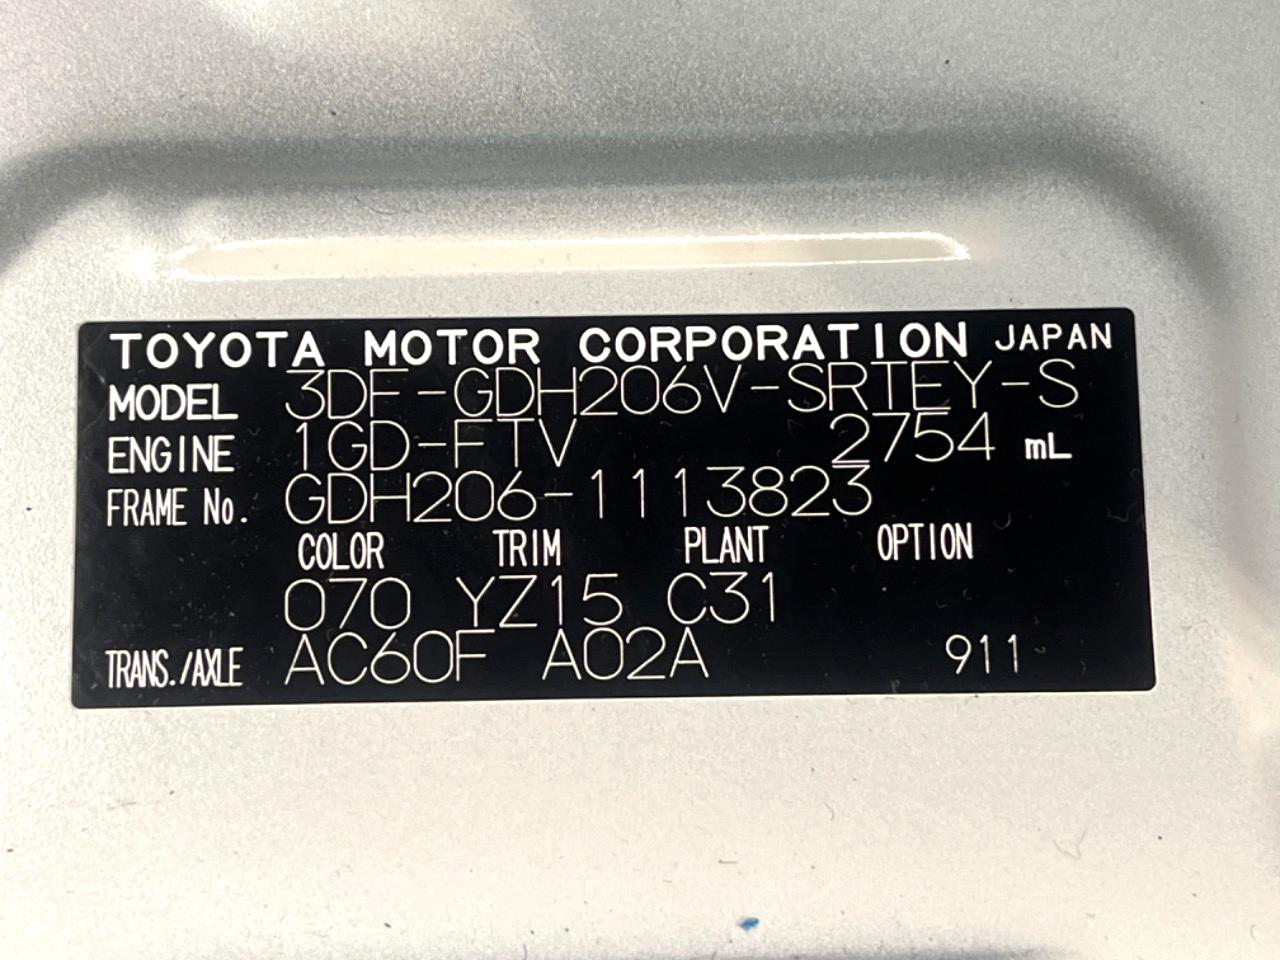 TOYOTA MOTOR CORPORATION JAPAN
MODEL 3DF-GDH206V-SRTEY-S
ENGINE 1GD-FTV 2754 mL
FRAME No. GDH206-1113823
COLOR TRIM PLANT OPTION
070 YZ15 C31
TRANS./AXLE AC60F A02A 911